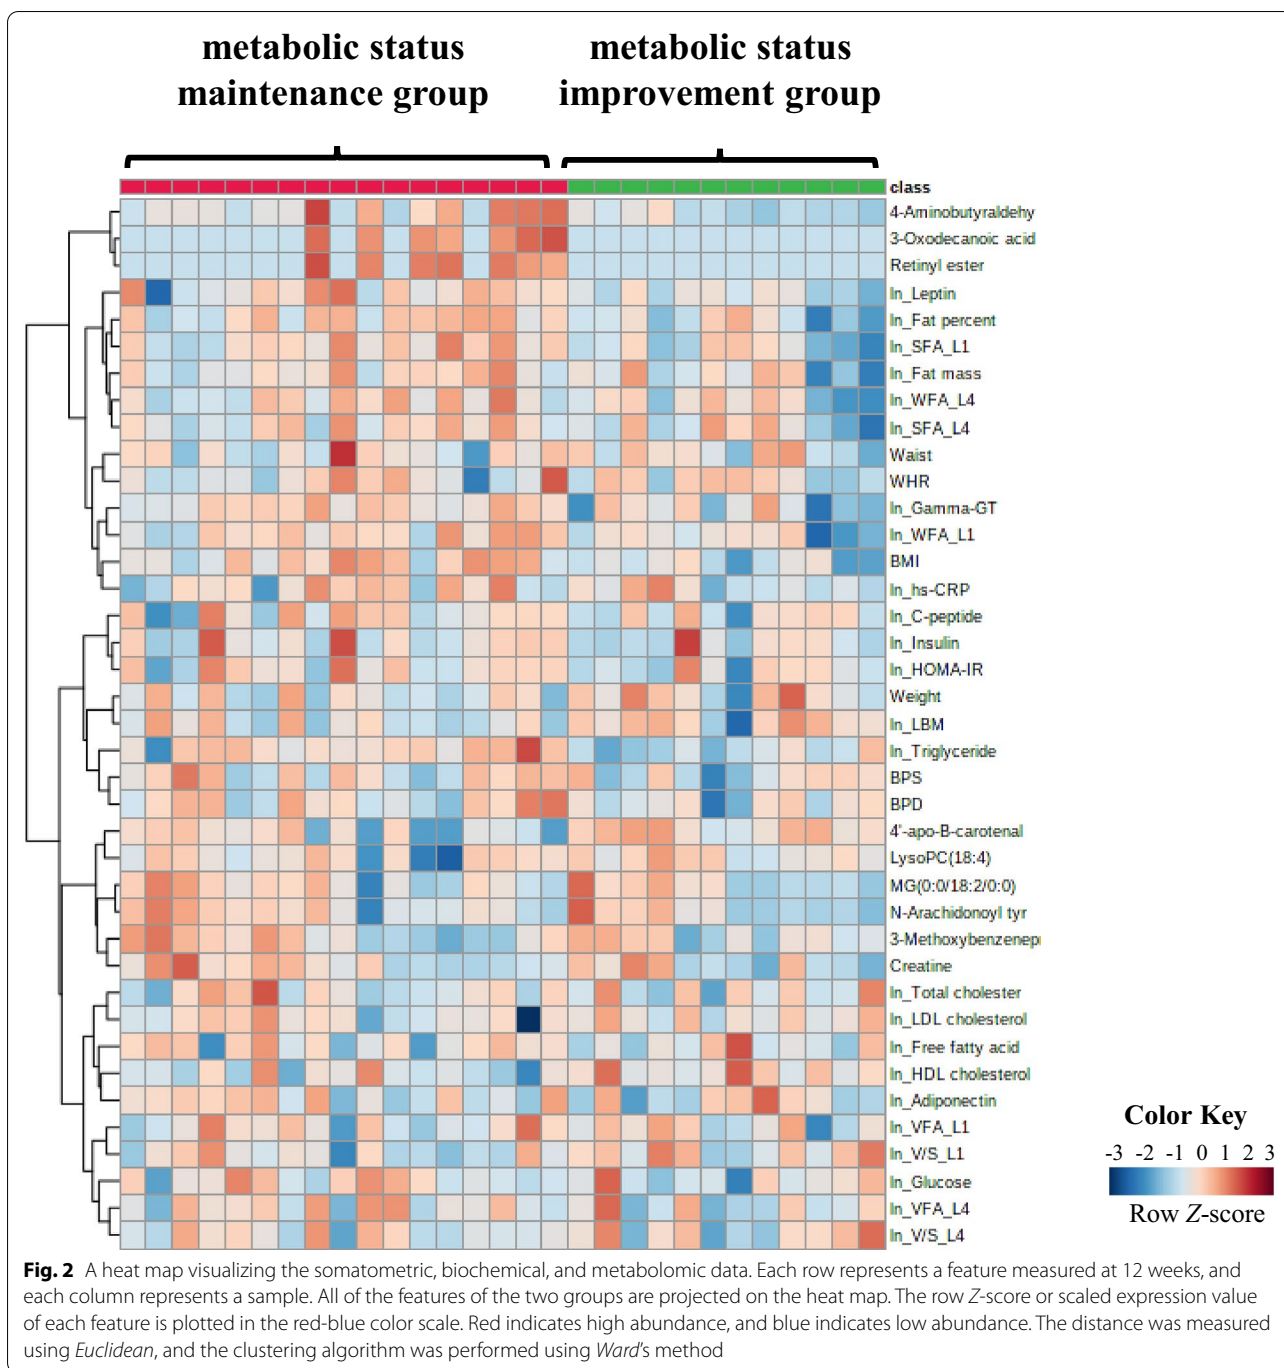 metabolic status
maintenance group
metabolic status
improvement group
class
4-Aminobutyraldehy
3-Oxodecanoic acid
Retinyl ester
ln_Leptin
ln_Fat percent
ln_SFA_L1
ln_Fat mass
ln_WFA_L4
ln_SFA_L4
Waist
WHR
ln_Gamma-GT
ln_WFA_L1
BMI
ln_hs-CRP
ln_C-peptide
ln_Insulin
ln_HOMA-IR
Weight
ln_LBM
ln_Triglyceride
BPS
BPD
4'-apo-B-carotenal
LysoPC(18:4)
MG(0:0/18:2/0:0)
N-Arachidonoyl tyr
3-Methoxybenzenep
Creatine
ln_Total cholester
ln_LDL cholesterol
ln_Free fatty acid
ln_HDL cholesterol
ln_Adiponectin
ln_VFA_L1
ln_V/S_L1
ln_Glucose
ln_VFA_L4
ln_V/S_L4
Color Key
-3 -2 -1 0 1 2 3
Row Z-score
Fig. 2 A heat map visualizing the somatometric, biochemical, and metabolomic data. Each row represents a feature measured at 12 weeks, and
each column represents a sample. All of the features of the two groups are projected on the heat map. The row Z-score or scaled expression value
of each feature is plotted in the red-blue color scale. Red indicates high abundance, and blue indicates low abundance. The distance was measured
using Euclidean, and the clustering algorithm was performed using Ward's method